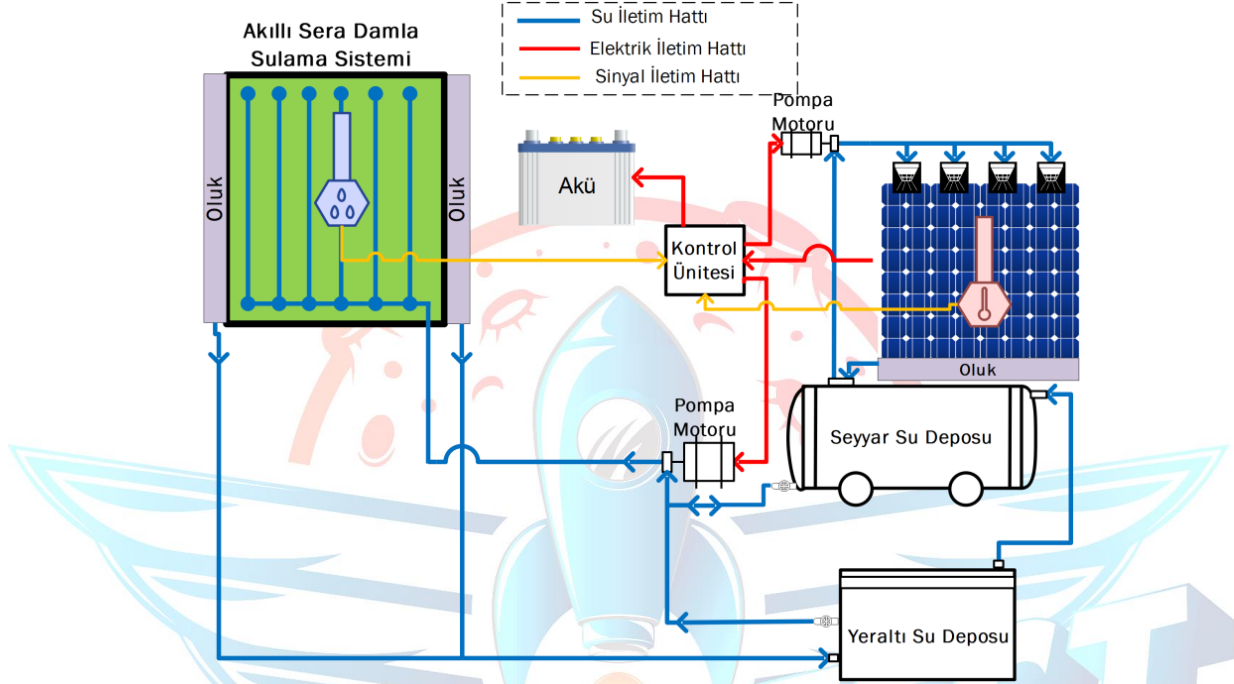 Akıllı Sera Damla
Sulama Sistemi
Su İletim Hattı
Elektrik İletim Hattı
Sinyal İletim Hattı
Pompa
Motoru
Oluk
Oluk
Akü
Kontrol
Ünitesi
Oluk
Pompa
Motoru
Seyyar Su Deposu
Yeraltı Su Deposu